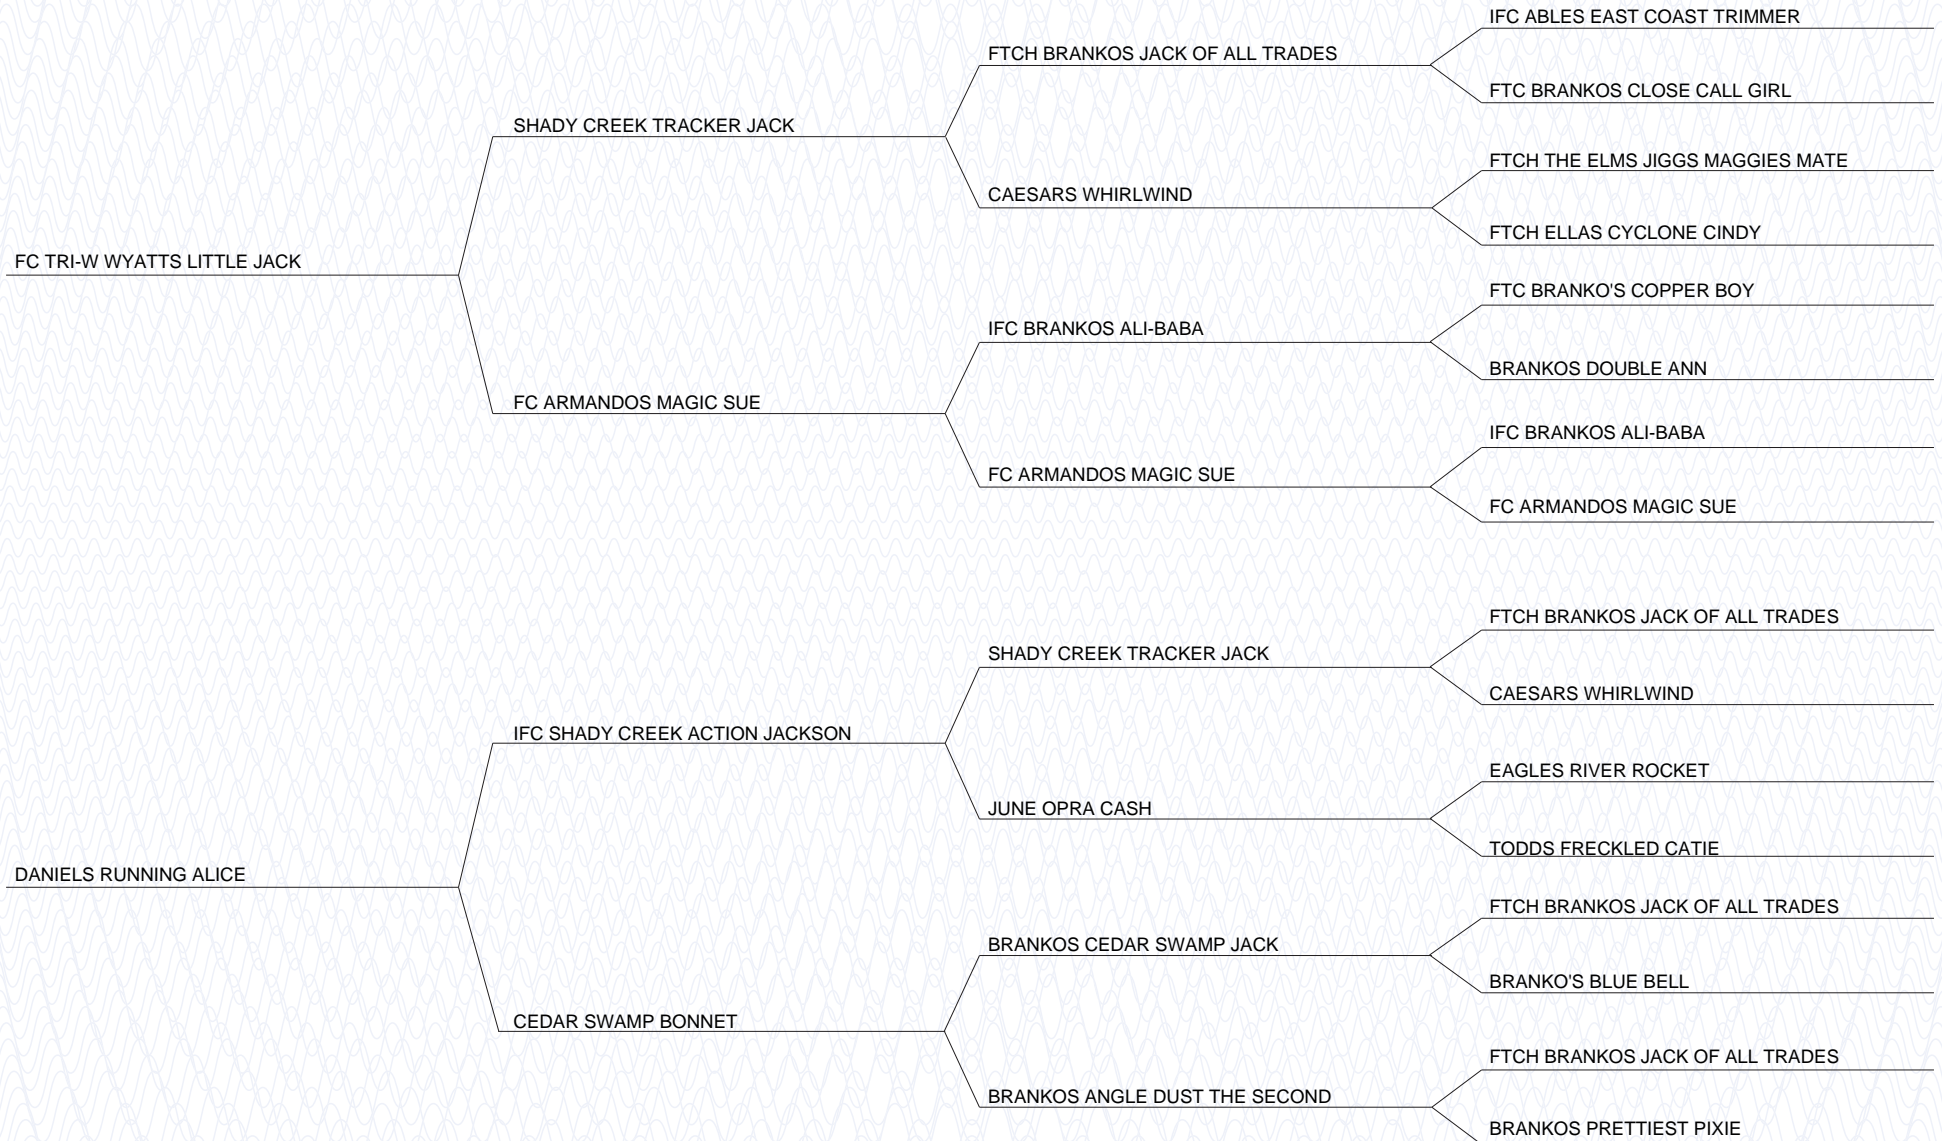 IFC ABLES EAST COAST TRIMMER
FTCH BRANKOS JACK OF ALL TRADES
FTC BRANKOS CLOSE CALL GIRL
SHADY CREEK TRACKER JACK
FTCH THE ELMS JIGGS MAGGIES MATE
CAESARS WHIRLWIND
FTCH ELLAS CYCLONE CINDY
FC TRI-W WYATTS LITTLE JACK
FTC BRANKO'S COPPER BOY
IFC BRANKOS ALI-BABA
BRANKOS DOUBLE ANN
FC ARMANDOS MAGIC SUE
IFC BRANKOS ALI-BABA
FC ARMANDOS MAGIC SUE
FC ARMANDOS MAGIC SUE
FTCH BRANKOS JACK OF ALL TRADES
SHADY CREEK TRACKER JACK
CAESARS WHIRLWIND
IFC SHADY CREEK ACTION JACKSON
EAGLES RIVER ROCKET
JUNE OPRA CASH
TODDS FRECKLED CATIE
DANIELS RUNNING ALICE
FTCH BRANKOS JACK OF ALL TRADES
BRANKOS CEDAR SWAMP JACK
BRANKO'S BLUE BELL
CEDAR SWAMP BONNET
FTCH BRANKOS JACK OF ALL TRADES
BRANKOS ANGLE DUST THE SECOND
BRANKOS PRETTIEST PIXIE